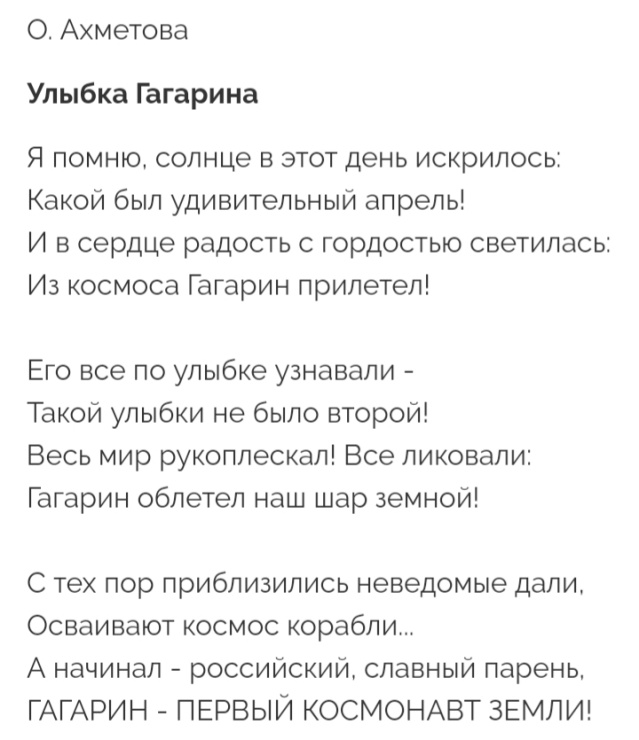 О. Ахметова
Улыбка Гагарина
Я помню, солнце в этот день искрилось:
Какой был удивительный апрель!
И в сердце радость с гордостью светилась:
Из космоса Гагарин прилетел!
Его все по улыбке узнавали -
Такой улыбки не было второй!
Весь мир рукоплескал! Все ликовали:
Гагарин облетел наш шар земной!
С тех пор приблизились неведомые дали,
Осваивают космос корабли...
А начинал - российский, славный парень,
ГАГАРИН - ПЕРВЫЙ КОСМОНАВТ ЗЕМЛИ!